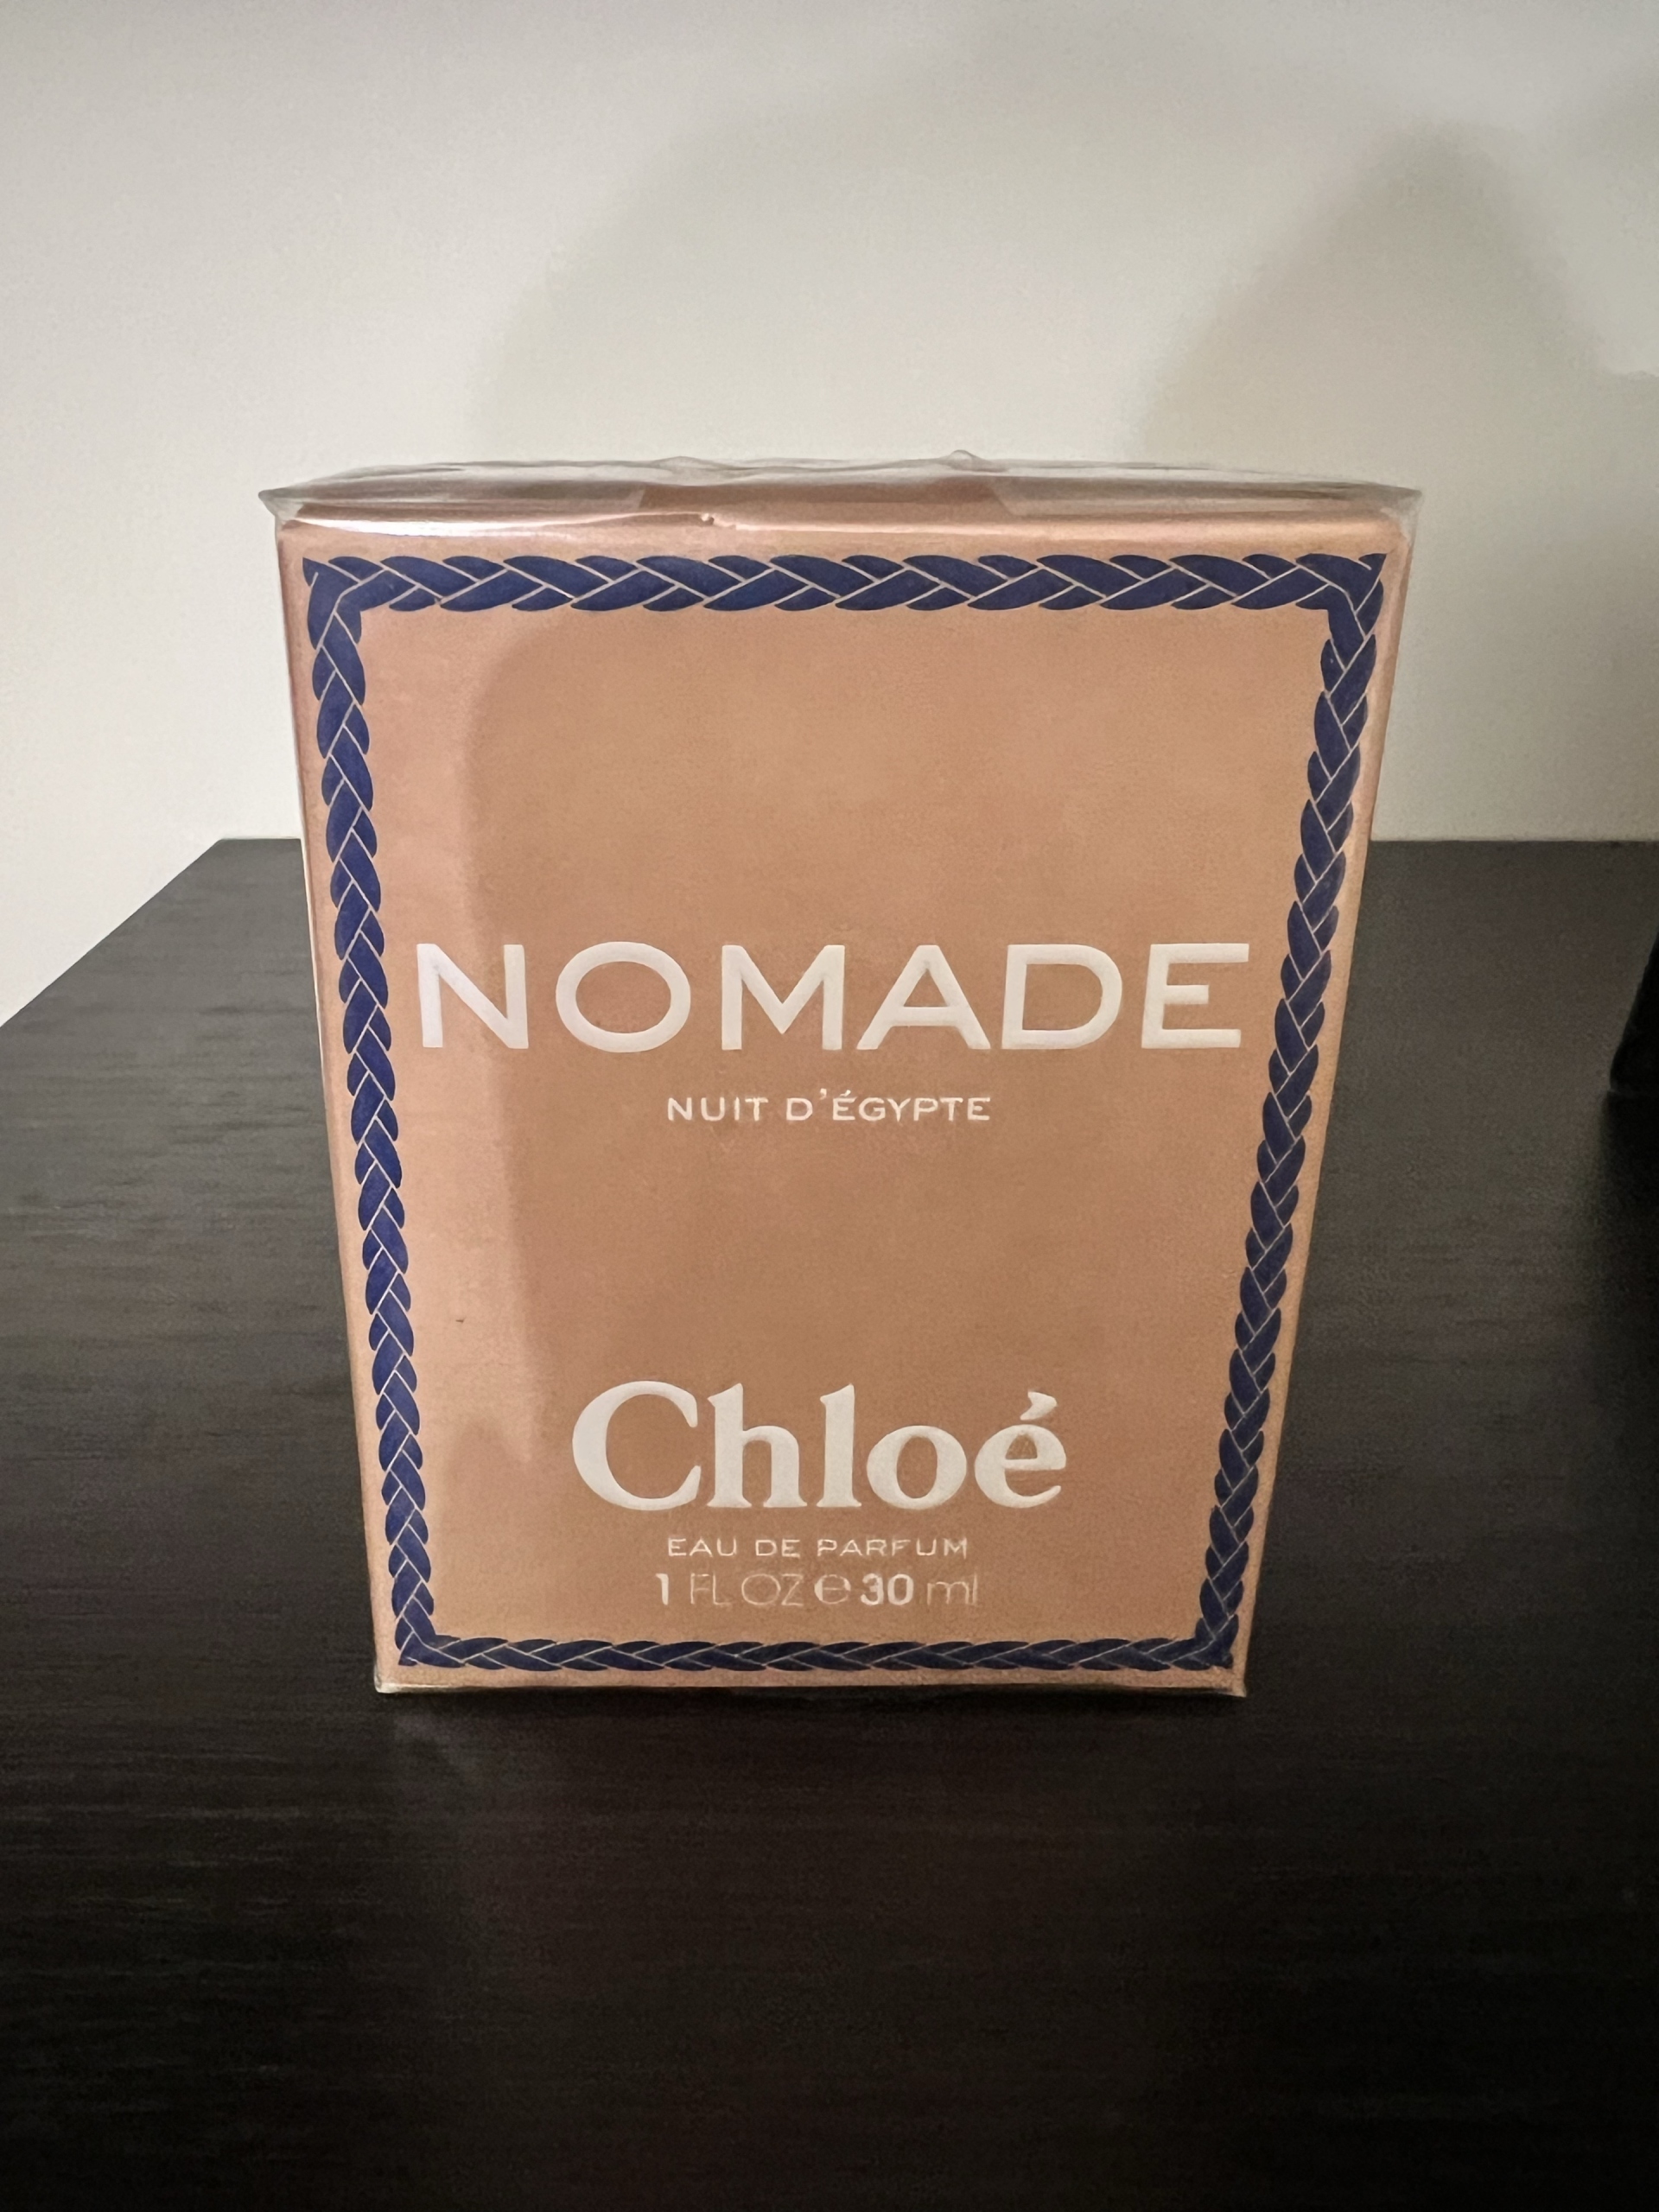 NOMADE
NUIT D'ÉGYPTE
Chloé
EAU DE PARFUM
1 FL OZ ℮ 30 ml